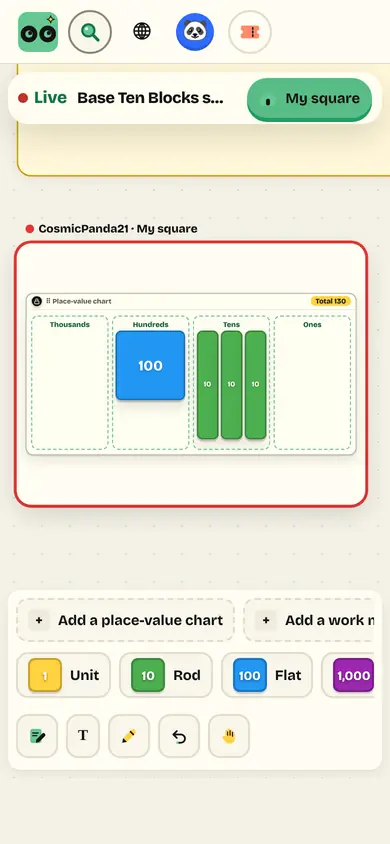 Live Base Ten Blocks s...
My square
CosmicPanda21 · My square
Place-value chart
Total 130
Thousands Hundreds Tens Ones
100
10 10 10
+ Add a place-value chart
+ Add a work
1 Unit
10 Rod
100 Flat
1,000
T